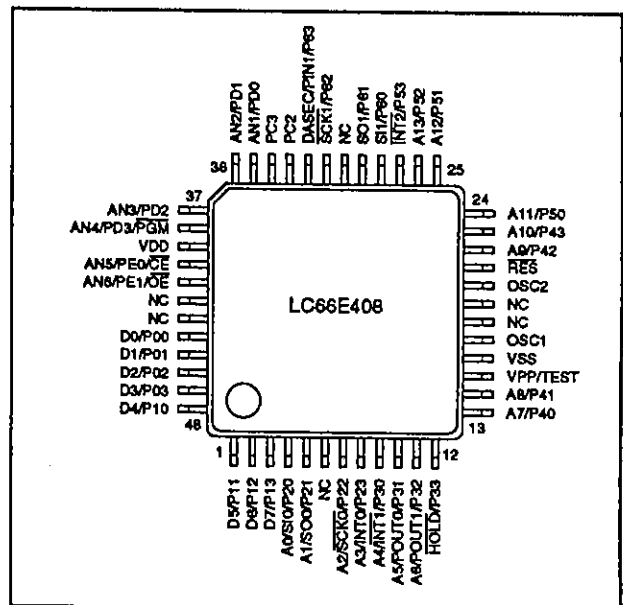 AN2/PD1
AN1/PD0
PC3
PC2
DASEC/PIN1/P63
SCK1/P62
NC
SO1/P61
SI1/P60
INT2/P53
A13/P52
A12/P51
36
25
37
24
AN3/PD2
AN4/PD3/PGM
VDD
AN5/PE0/CE
AN6/PE1/OE
NC
NC
D0/P00
D1/P01
D2/P02
D3/P03
D4/P10
LC66E408
A11/P50
A10/P43
A9/P42
RES
OSC2
NC
NC
OSC1
VSS
VPP/TEST
A8/P41
A7/P40
48
13
1
12
D5/P11
D6/P12
D7/P13
A0/SI0/P20
A1/SO0/P21
NC
A2/SCK0/P22
A3/INT0/P23
A4/INT1/P30
A5/POUT0/P31
A6/POUT1/P32
HOLD/P33